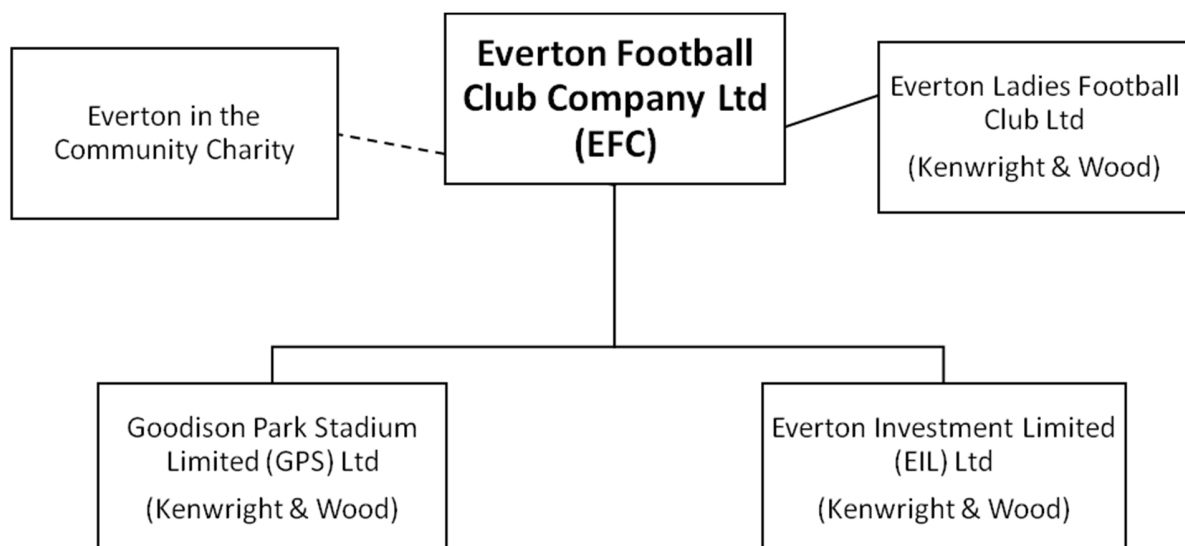 Everton Football
Club Company Ltd
(EFC)
Everton in the
Community Charity
Everton Ladies Football
Club Ltd
(Kenwright & Wood)
Goodison Park Stadium
Limited (GPS) Ltd
(Kenwright & Wood)
Everton Investment Limited
(EIL) Ltd
(Kenwright & Wood)